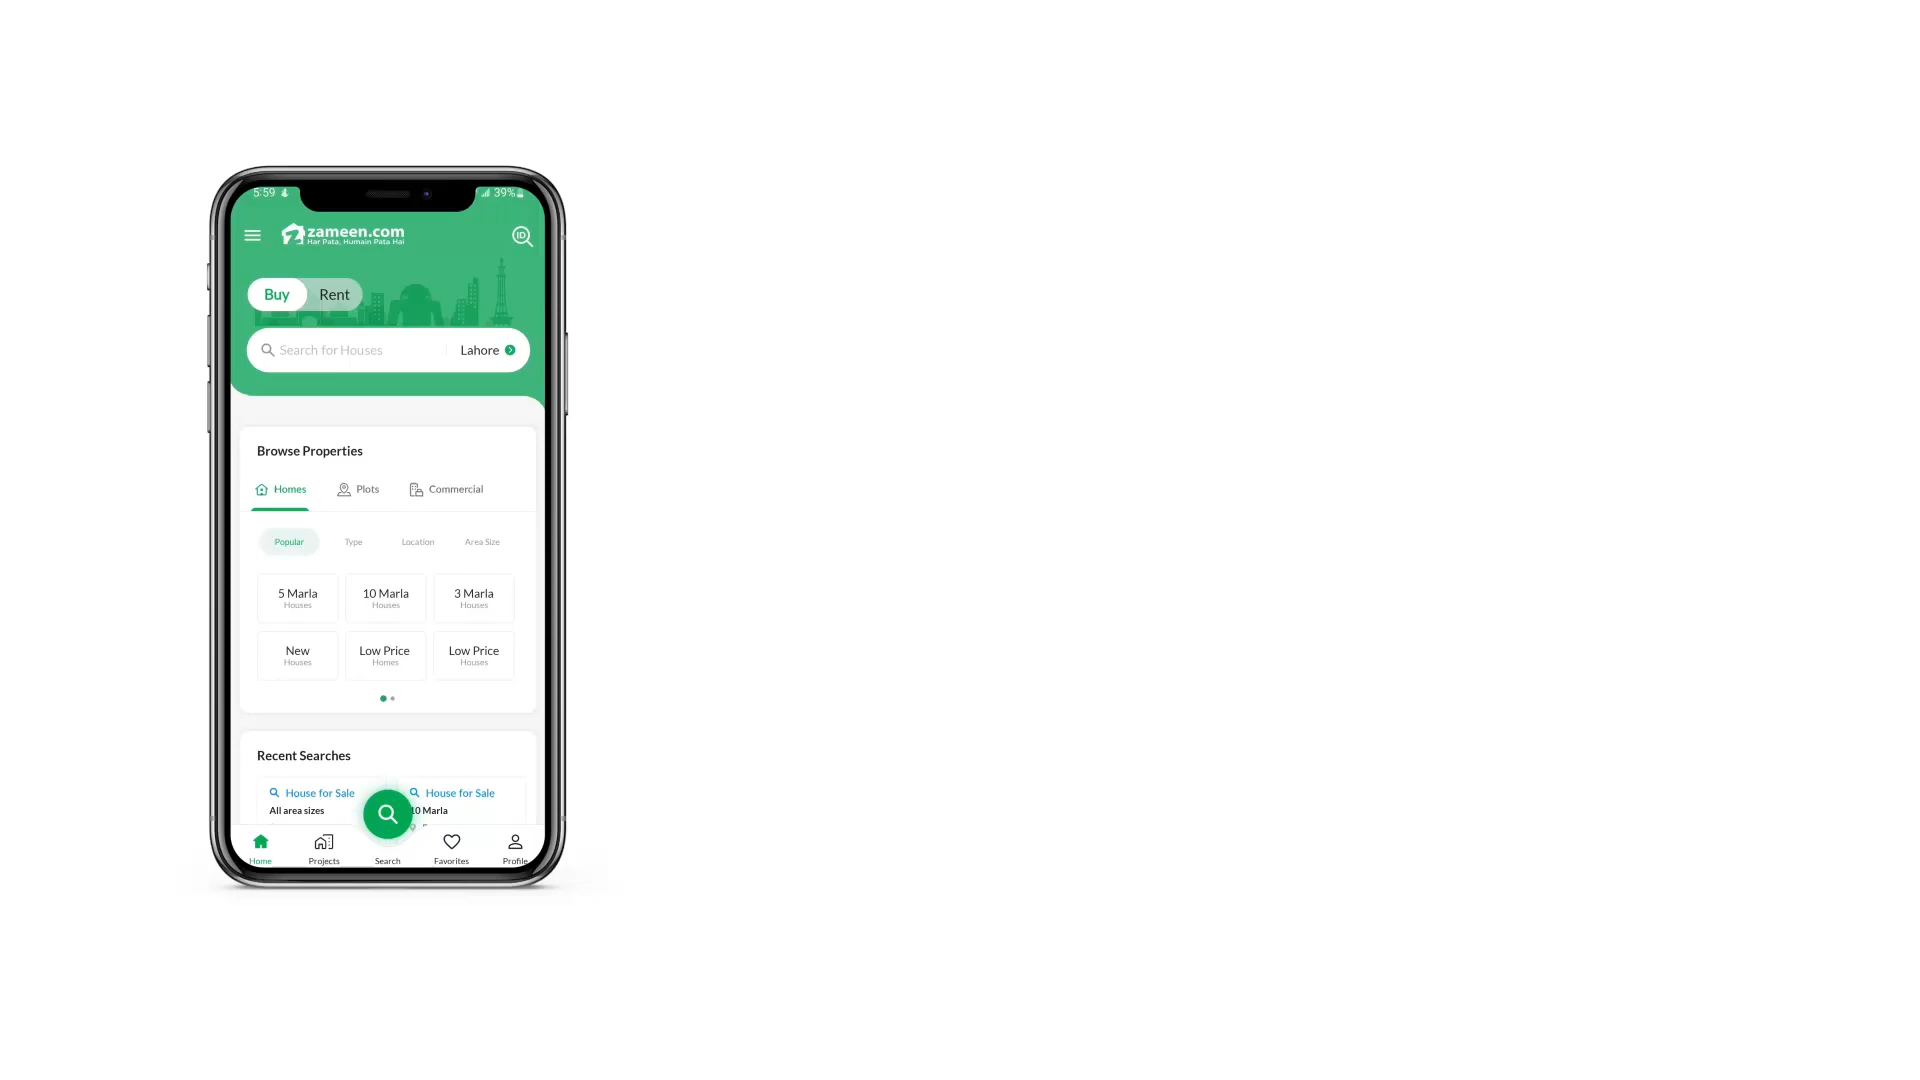 5:59
39%
zameen.com
Har Pata, Humain Pata Hai
ID
Buy
Rent
Search for Houses
Lahore
Browse Properties
Homes
Plots
Commercial
Popular
Type
Location
Area Size
5 Marla
Houses
10 Marla
Houses
3 Marla
Houses
New
Houses
Low Price
Homes
Low Price
Houses
Recent Searches
House for Sale
All area sizes
House for Sale
10 Marla
Home
Projects
Search
Favorites
Profile